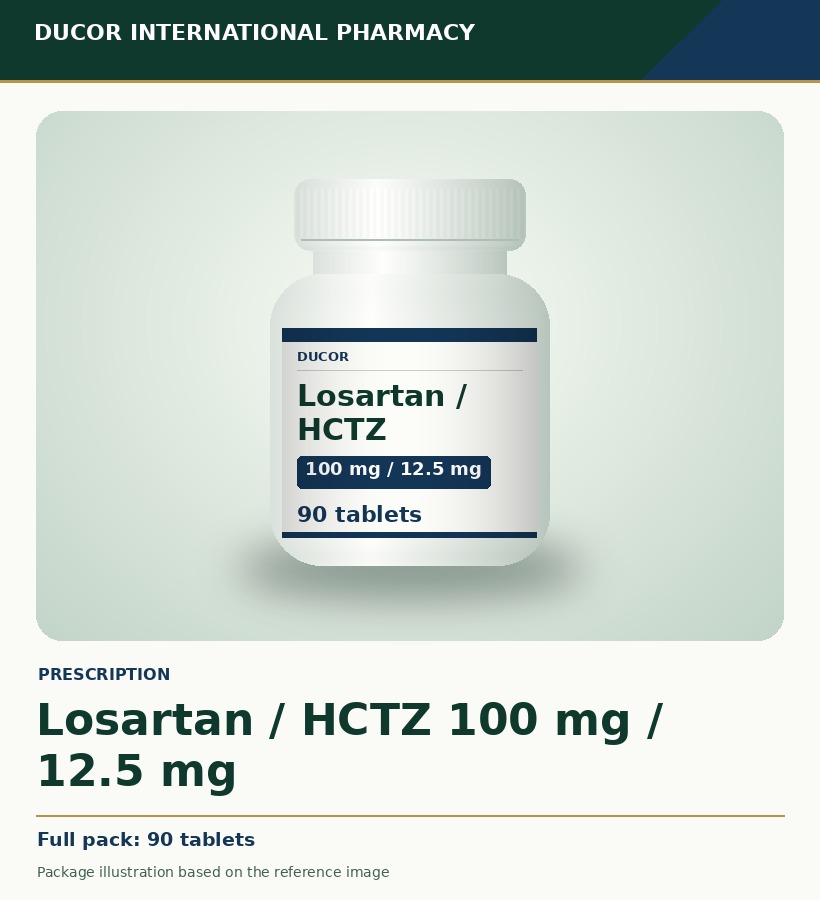 DUCOR INTERNATIONAL PHARMACY
DUCOR
Losartan /
HCTZ
100 mg / 12.5 mg
90 tablets
PRESCRIPTION
Losartan / HCTZ 100 mg /
12.5 mg
Full pack: 90 tablets
Package illustration based on the reference image